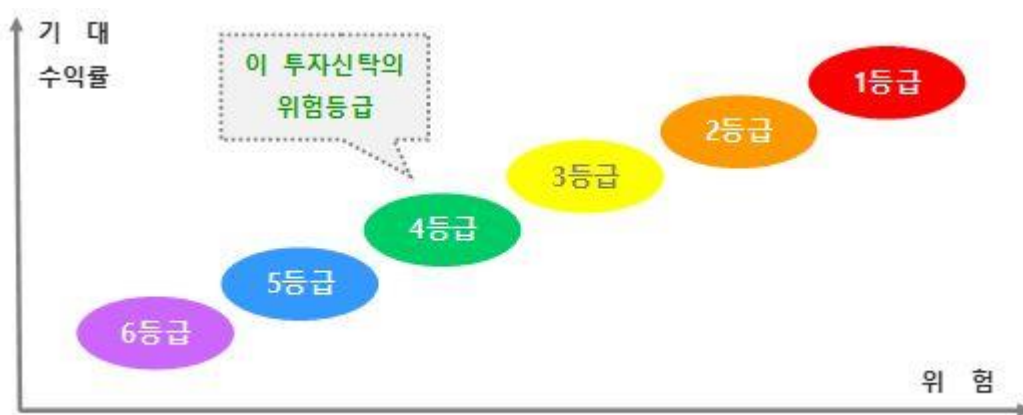 기 대
수익률
이 투자신탁의
위험등급
1등급
2등급
3등급
4등급
5등급
6등급
위 험